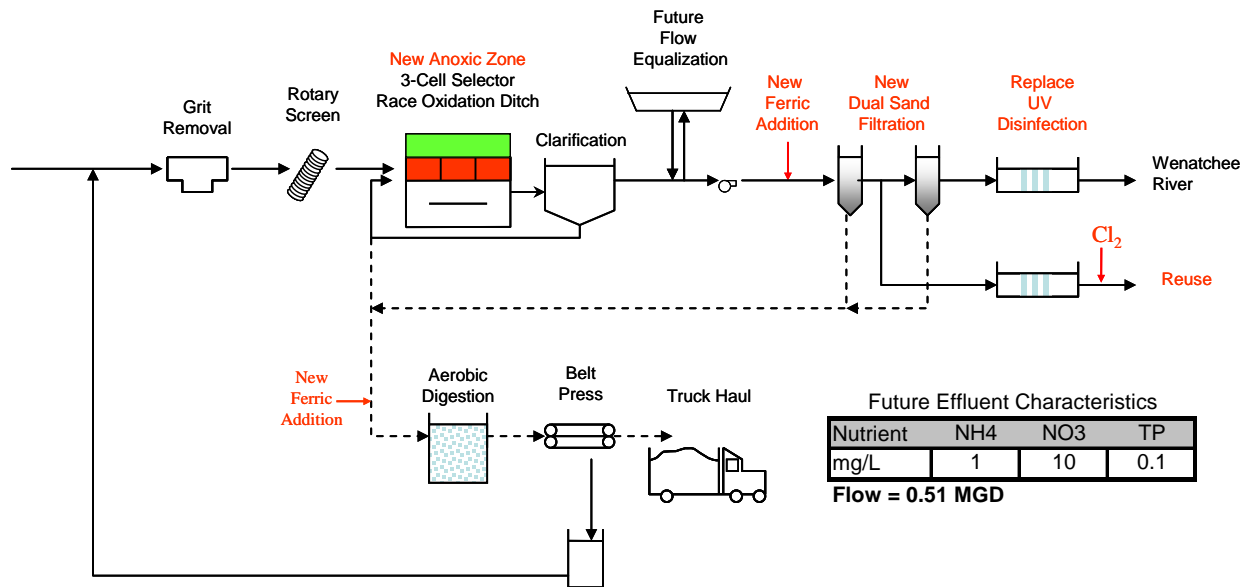 Future
Flow
Equalization
New Anoxic Zone
3-Cell Selector
Race Oxidation Ditch
New
Ferric
Addition
New
Dual Sand
Filtration
Replace
UV
Disinfection
Grit
Removal
Rotary
Screen
Clarification
Wenatchee
River
Cl2
Reuse
New
Ferric
Addition
Aerobic
Digestion
Belt
Press
Truck Haul
Future Effluent Characteristics
Nutrient NH4 NO3 TP
mg/L 1 10 0.1
Flow = 0.51 MGD